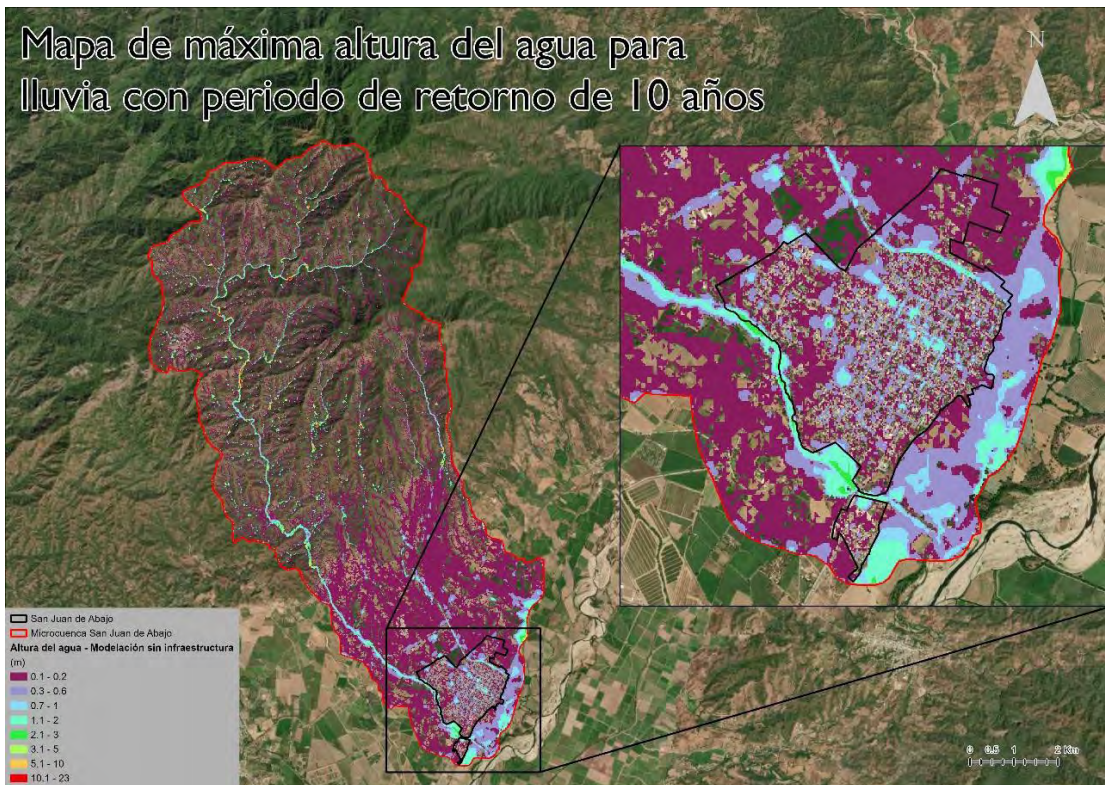 Mapa de máxima altura del agua para
lluvia con periodo de retorno de 10 años
N
San Juan de Abajo
Microcuenca San Juan de Abajo
Altura del agua - Modelación sin infraestructura
(m)
0.1 - 0.2
0.3 - 0.6
0.7 - 1
1.1 - 2
2.1 - 3
3.1 - 5
5.1 - 10
10.1 - 23
0 0.5 1 2 Km